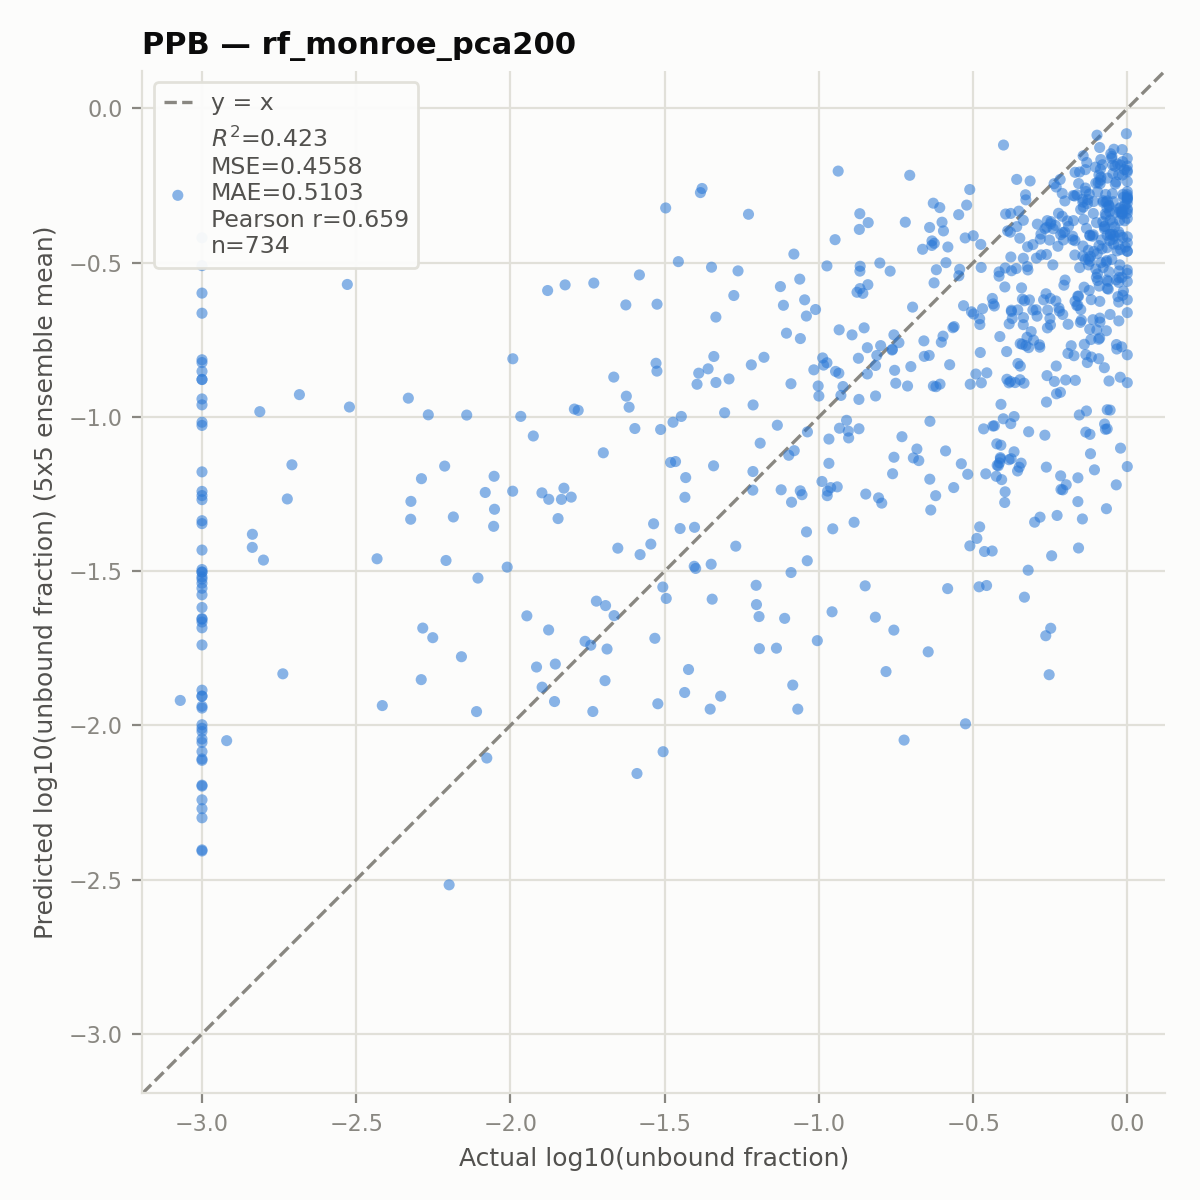 PPB — rf_monroe_pca200
y = x
R²=0.423
MSE=0.4558
MAE=0.5103
Pearson r=0.659
n=734
Predicted log10(unbound fraction) (5x5 ensemble mean)
0.0
−0.5
−1.0
−1.5
−2.0
−2.5
−3.0
−3.0 −2.5 −2.0 −1.5 −1.0 −0.5 0.0
Actual log10(unbound fraction)